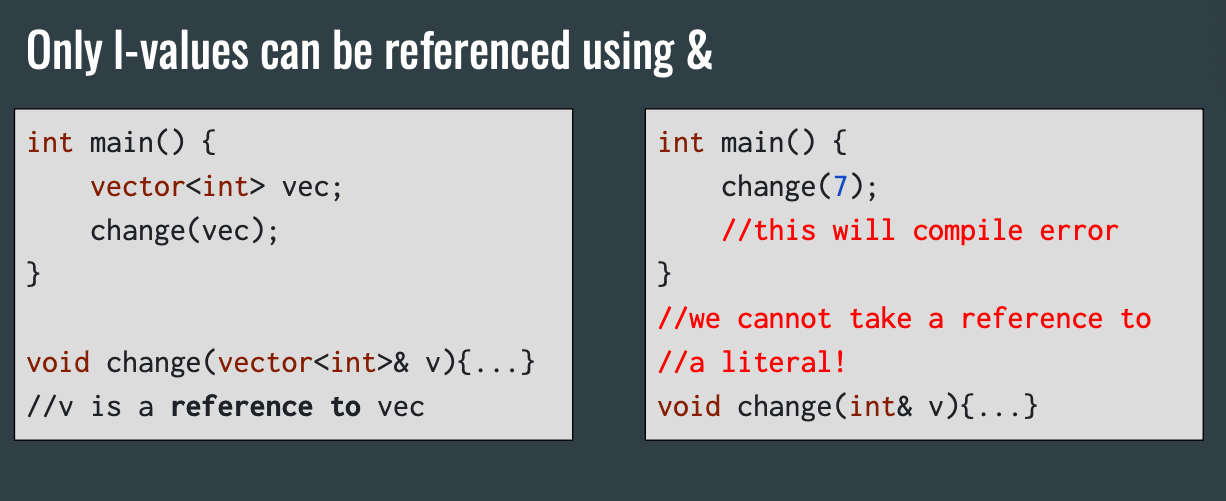 Only l-values can be referenced using &
int main() {
    vector<int> vec;
    change(vec);
}
void change(vector<int>& v){...}
//v is a reference to vec
int main() {
    change(7);
    //this will compile error
}
//we cannot take a reference to
//a literal!
void change(int& v){...}